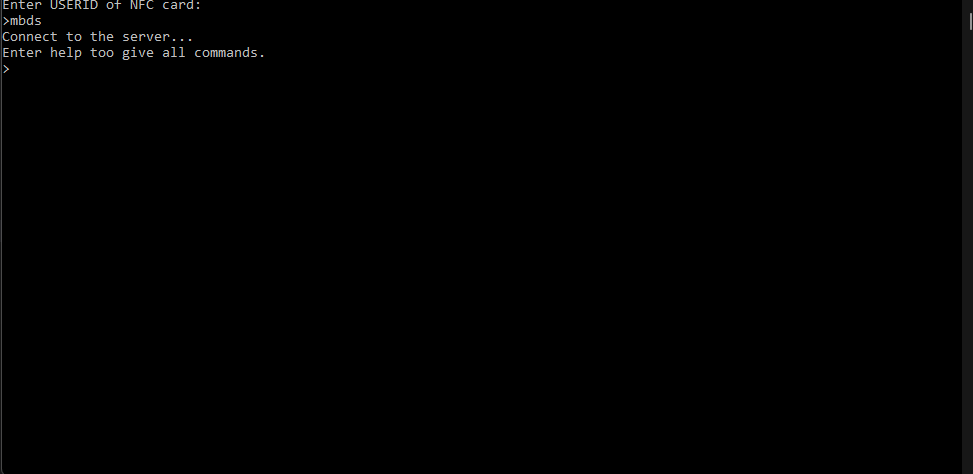 Enter USERID of NFC card:
>mbds
Connect to the server...
Enter help too give all commands.
>